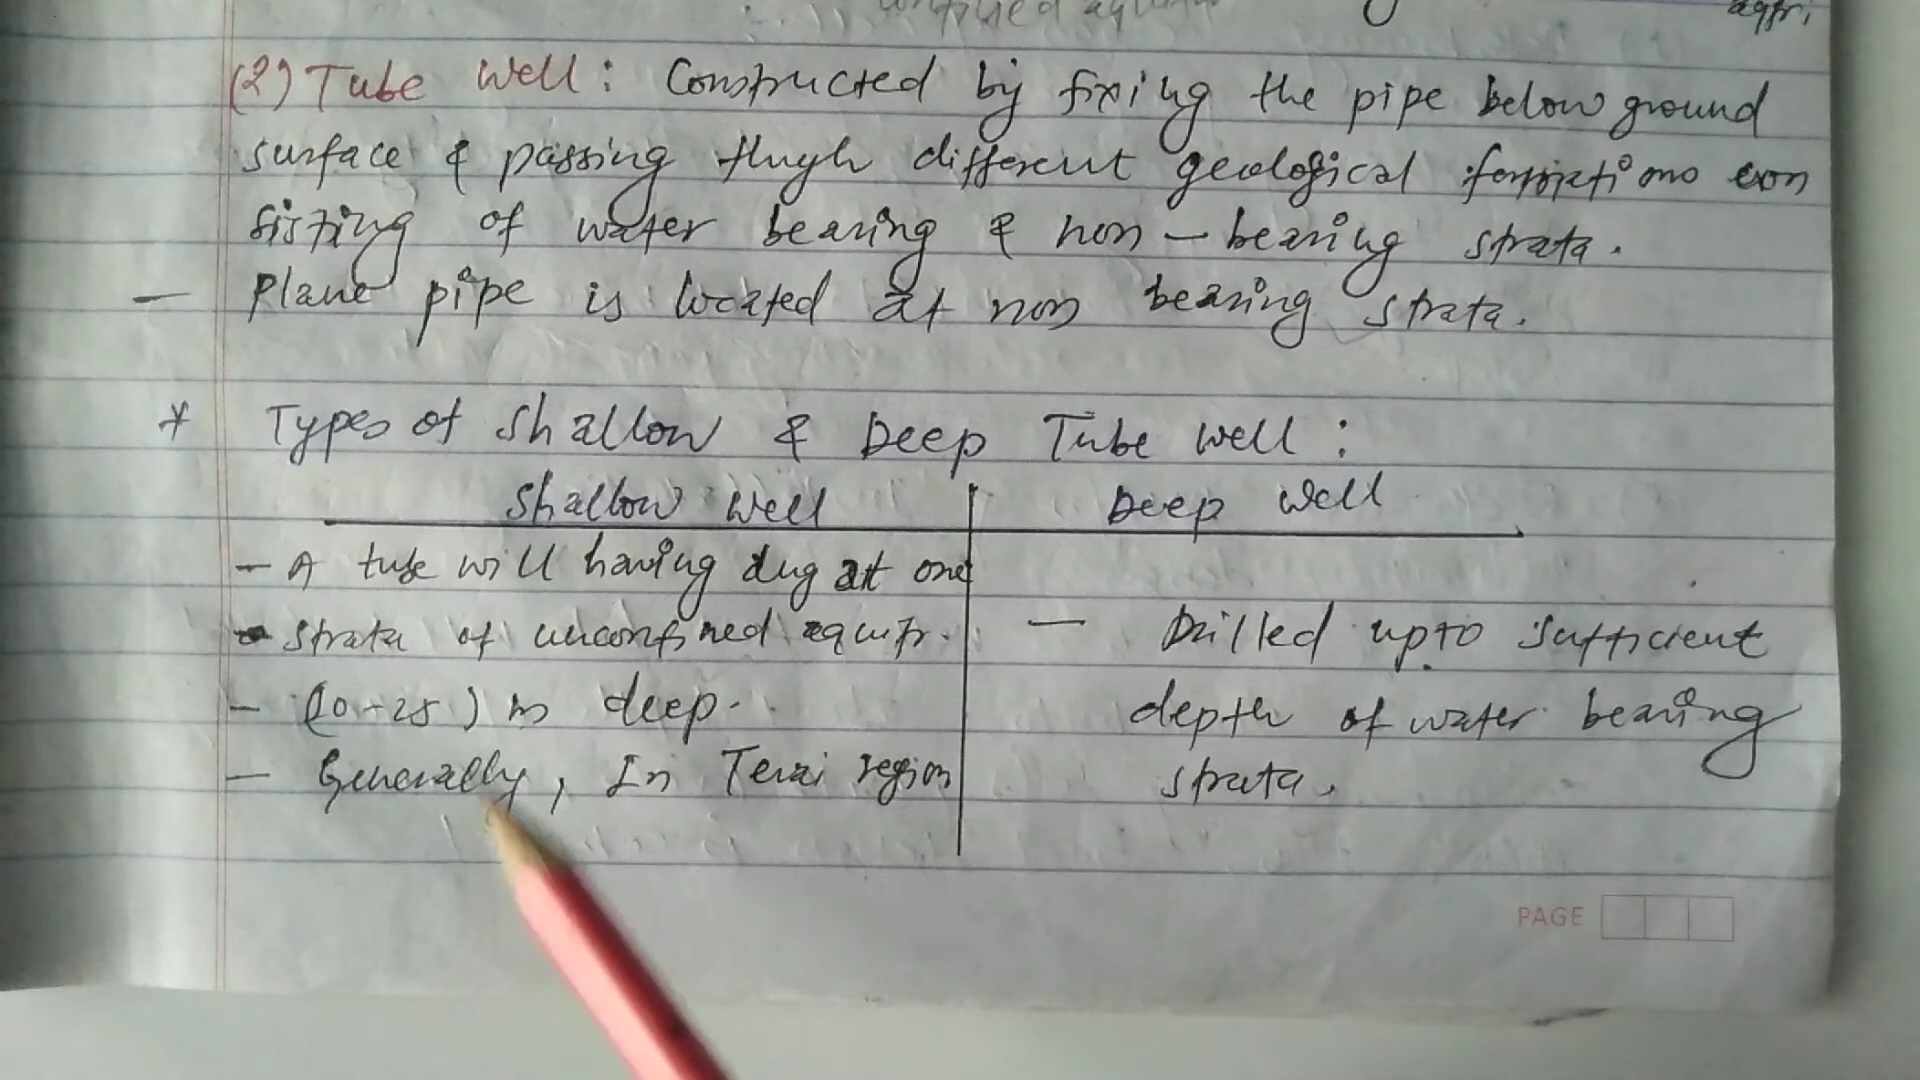 confined
(2) Tube Well : Constructed by fixing the pipe below ground
surface & passing thrgh different geological formations con
sisting of water bearing & non - bearing strata.
- Plane pipe is located at non bearing strata.
* Types of Shallow & Deep Tube Well :
Shallow Well
Deep Well
- A tube will having dug at one
- strata of unconfined aquifr.
- (10-25) m deep.
- Generally, In Terai region
- Drilled upto sufficient
depth of water bearing
strata.
PAGE